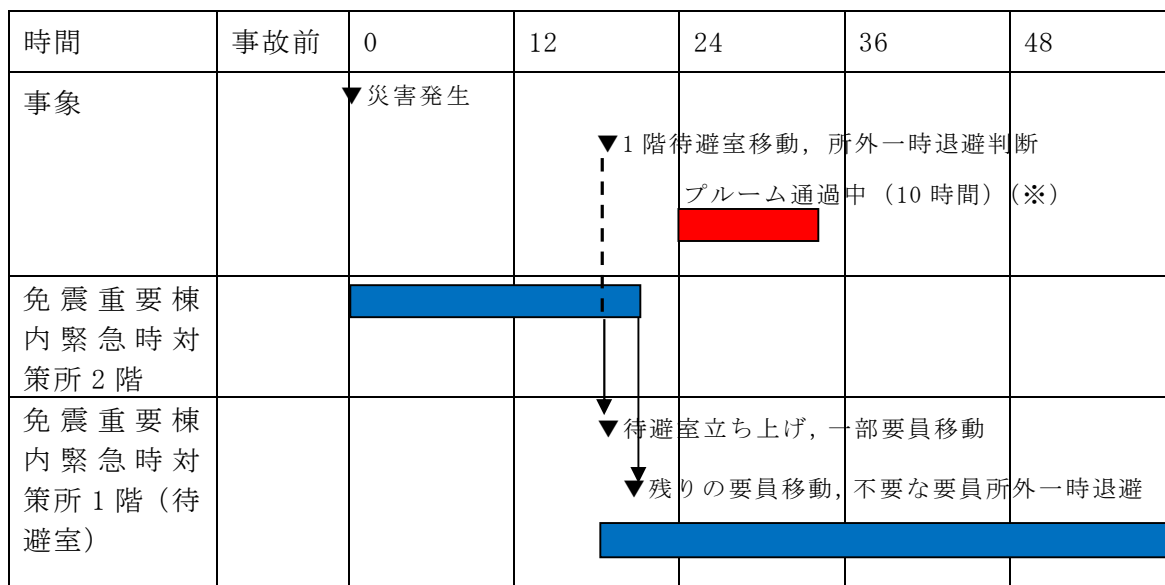 時間 事故前 0 12 24 36 48
事象
▼災害発生
▼1階待避室移動,所外一時退避判断
プルーム通過中(10時間)(※)
免震重要棟
内緊急時対
策所2階
免震重要棟
内緊急時対
策所1階(待
避室)
▼待避室立ち上げ,一部要員移動
▼残りの要員移動,不要な要員所外一時退避